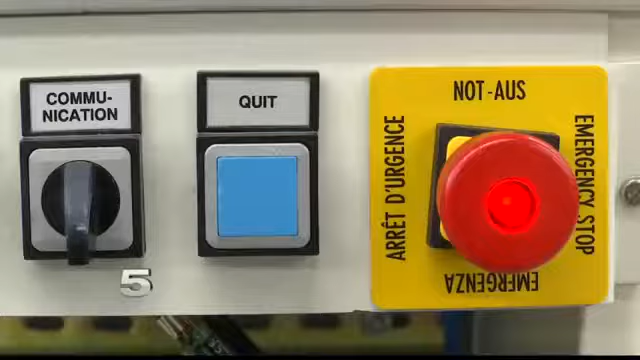 COMMU-
NICATION
QUIT
5
NOT-AUS
ARRÊT D'URGENCE
EMERGENCY STOP
EMERGENZA